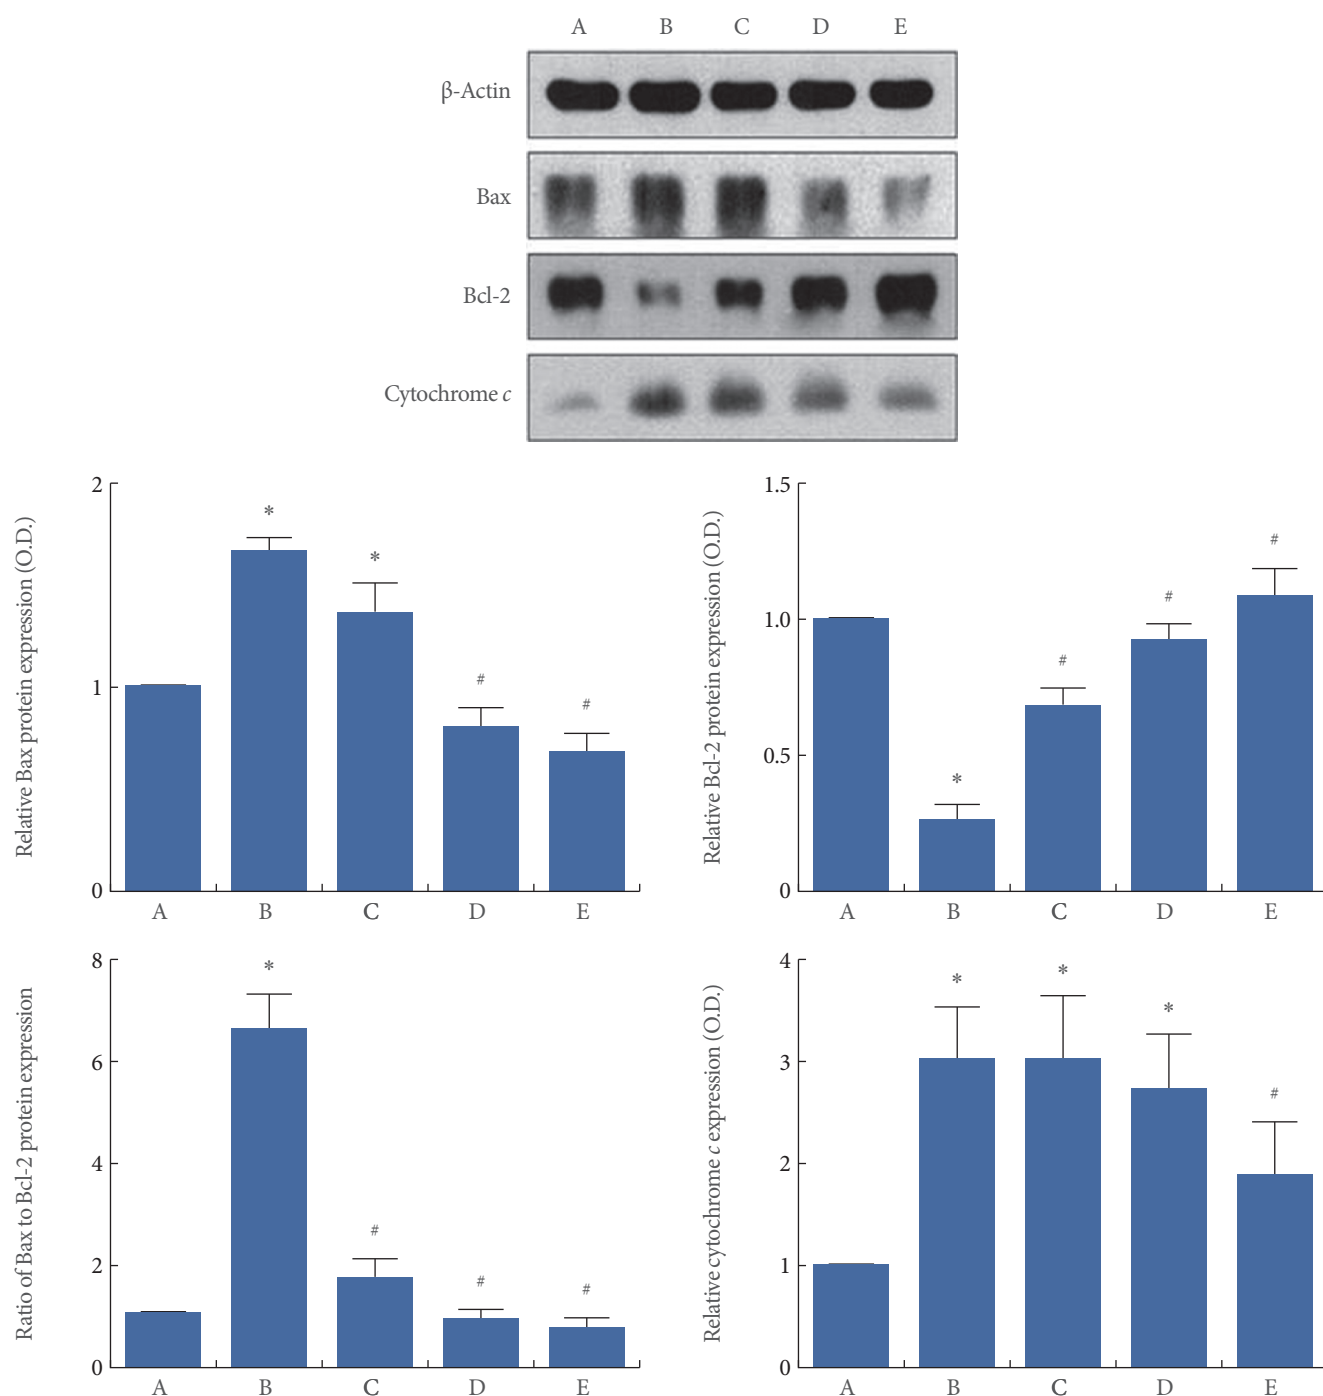 A B C D E
β-Actin
Bax
Bcl-2
Cytochrome c
Relative Bax protein expression (O.D.)
2
1
0
*
*
#
#
A B C D E
Relative Bcl-2 protein expression (O.D.)
1.5
1.0
0.5
0
*
#
#
#
A B C D E
Ratio of Bax to Bcl-2 protein expression
8
6
4
2
0
*
#
#
#
A B C D E
Relative cytochrome c expression (O.D.)
4
3
2
1
0
*
*
*
#
A B C D E